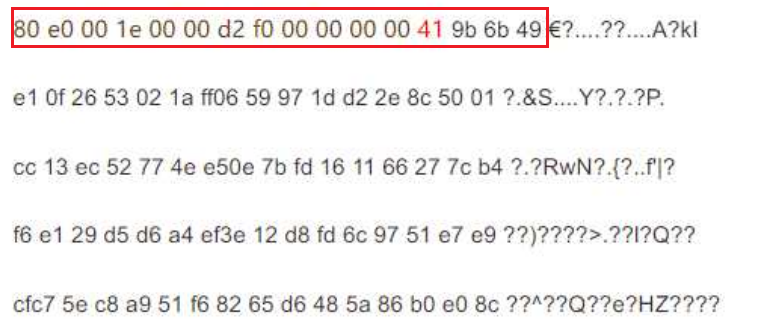 80 e0 00 1e 00 00 d2 f0 00 00 00 00 41 9b 6b 49 €?....??....A?kI
e1 0f 26 53 02 1a ff06 59 97 1d d2 2e 8c 50 01 ?.&S....Y?.?.?P.
cc 13 ec 52 77 4e e50e 7b fd 16 11 66 27 7c b4 ?.?RwN?.{?..f'|?
f6 e1 29 d5 d6 a4 ef3e 12 d8 fd 6c 97 51 e7 e9 ??)????>.??l?Q??
cfc7 5e c8 a9 51 f6 82 65 d6 48 5a 86 b0 e0 8c ??^??Q??e?HZ????